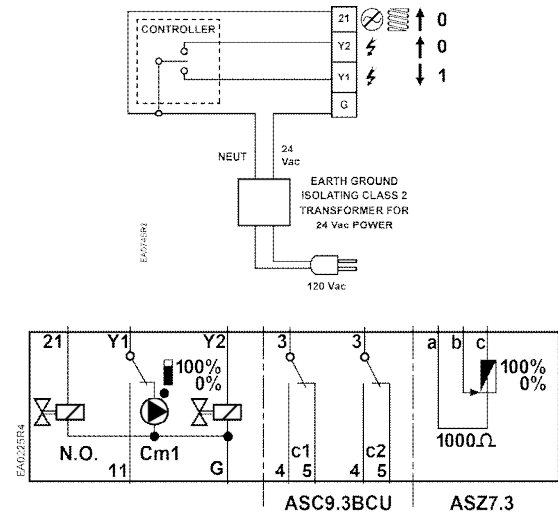 CONTROLLER
21 0
Y2 0
Y1 1
G
NEUT
24
Vac
EARTH GROUND
ISOLATING CLASS 2
TRANSFORMER FOR
24 Vac POWER
EA0746R2
120 Vac
21 Y1 Y2 3 3 a b c
100%
0%
100%
0%
N.O. Cm1 c1 c2 1000Ω
11 G 4 5 4 5
EA0225R4
ASC9.3BCU ASZ7.3